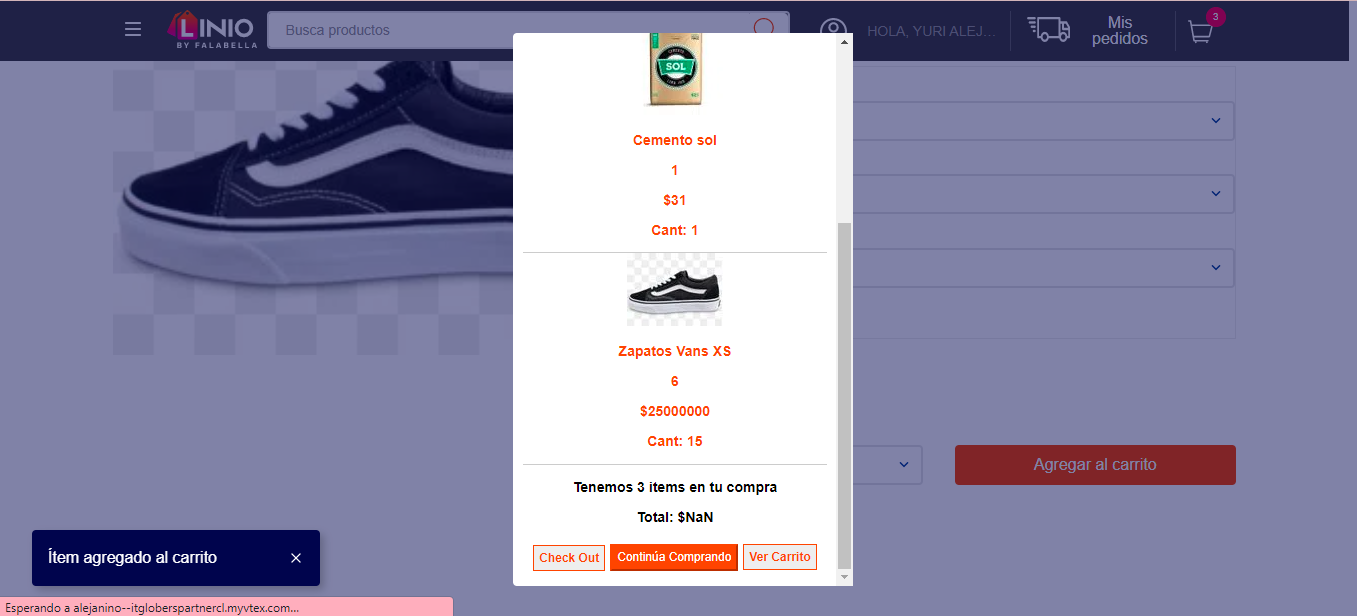 LINIO
BY FALABELLA
Busca productos
HOLA, YURI ALEJ...
Mis
pedidos
3
SOL
Cemento sol
1
$31
Cant: 1
Zapatos Vans XS
6
$25000000
Cant: 15
Tenemos 3 items en tu compra
Total: $NaN
Check Out
Continúa Comprando
Ver Carrito
Agregar al carrito
Ítem agregado al carrito
Esperando a alejanino--itgloberspartnercl.myvtex.com...